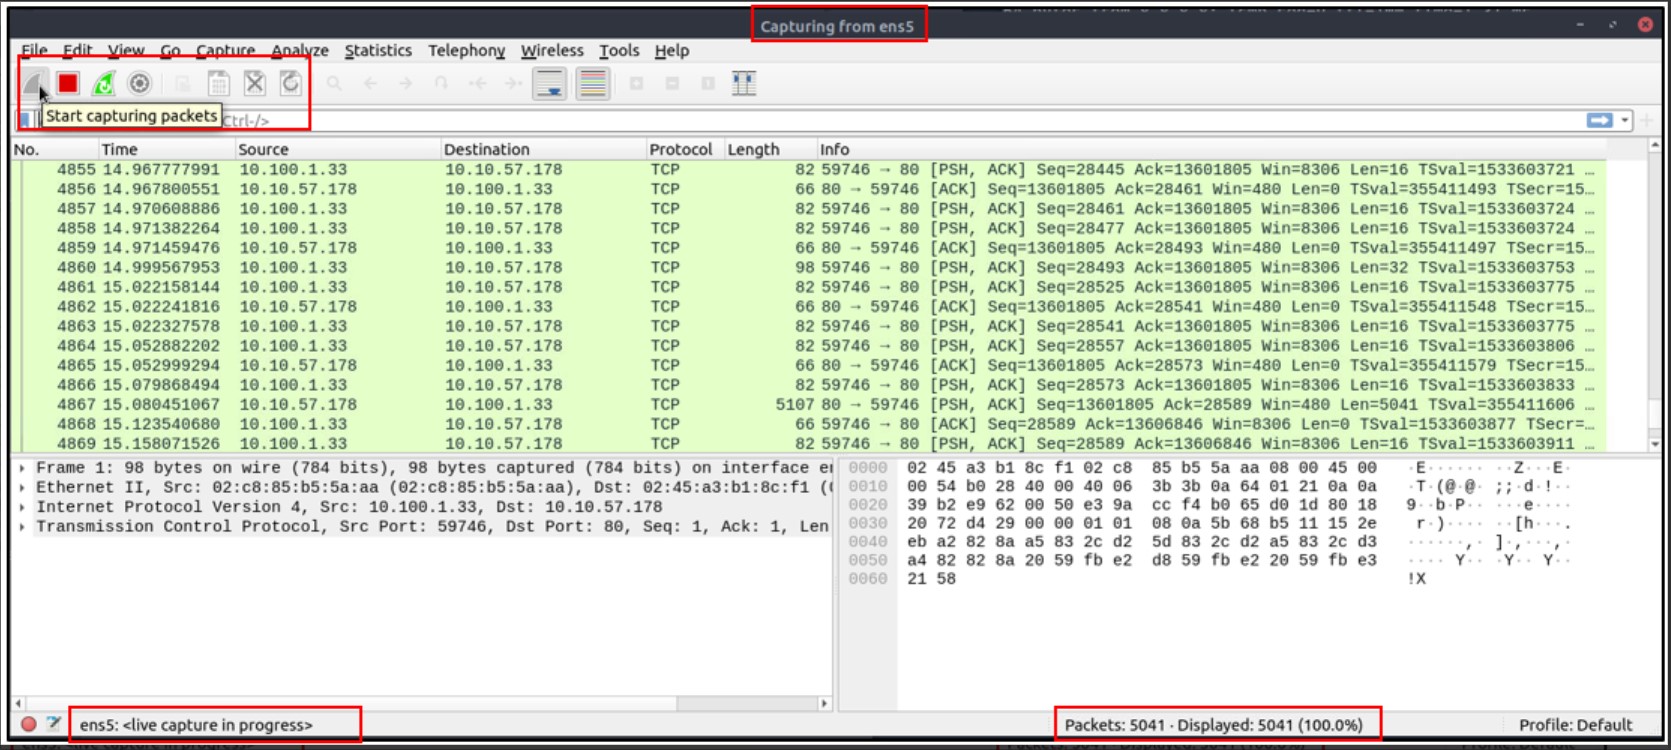 Capturing from ens5
File Edit View Go Capture Analyze Statistics Telephony Wireless Tools Help
Start capturing packets
Ctrl-/>
No. Time Source Destination Protocol Length Info
4855 14.967777991 10.100.1.33 10.10.57.178 TCP 82 59746 → 80 [PSH, ACK] Seq=28445 Ack=13601805 Win=8306 Len=16 TSval=1533603721 …
4856 14.967800551 10.10.57.178 10.100.1.33 TCP 66 80 → 59746 [ACK] Seq=13601805 Ack=28461 Win=480 Len=0 TSval=355411493 TSecr=15…
4857 14.970608886 10.100.1.33 10.10.57.178 TCP 82 59746 → 80 [PSH, ACK] Seq=28461 Ack=13601805 Win=8306 Len=16 TSval=1533603724 …
4858 14.971382264 10.100.1.33 10.10.57.178 TCP 82 59746 → 80 [PSH, ACK] Seq=28477 Ack=13601805 Win=8306 Len=16 TSval=1533603724 …
4859 14.971459476 10.10.57.178 10.100.1.33 TCP 66 80 → 59746 [ACK] Seq=13601805 Ack=28493 Win=480 Len=0 TSval=355411497 TSecr=15…
4860 14.999567953 10.100.1.33 10.10.57.178 TCP 98 59746 → 80 [PSH, ACK] Seq=28493 Ack=13601805 Win=8306 Len=32 TSval=1533603753 …
4861 15.022158144 10.100.1.33 10.10.57.178 TCP 82 59746 → 80 [PSH, ACK] Seq=28525 Ack=13601805 Win=8306 Len=16 TSval=1533603775 …
4862 15.022241816 10.10.57.178 10.100.1.33 TCP 66 80 → 59746 [ACK] Seq=13601805 Ack=28541 Win=480 Len=0 TSval=355411548 TSecr=15…
4863 15.022327578 10.100.1.33 10.10.57.178 TCP 82 59746 → 80 [PSH, ACK] Seq=28541 Ack=13601805 Win=8306 Len=16 TSval=1533603775 …
4864 15.052882202 10.100.1.33 10.10.57.178 TCP 82 59746 → 80 [PSH, ACK] Seq=28557 Ack=13601805 Win=8306 Len=16 TSval=1533603806 …
4865 15.052999294 10.10.57.178 10.100.1.33 TCP 66 80 → 59746 [ACK] Seq=13601805 Ack=28573 Win=480 Len=0 TSval=355411579 TSecr=15…
4866 15.079868494 10.100.1.33 10.10.57.178 TCP 82 59746 → 80 [PSH, ACK] Seq=28573 Ack=13601805 Win=8306 Len=16 TSval=1533603833 …
4867 15.080451067 10.10.57.178 10.100.1.33 TCP 5107 80 → 59746 [PSH, ACK] Seq=13601805 Ack=28589 Win=480 Len=5041 TSval=355411606 …
4868 15.123540680 10.100.1.33 10.10.57.178 TCP 66 59746 → 80 [ACK] Seq=28589 Ack=13606846 Win=8306 Len=0 TSval=1533603877 TSecr=…
4869 15.158071526 10.100.1.33 10.10.57.178 TCP 82 59746 → 80 [PSH, ACK] Seq=28589 Ack=13606846 Win=8306 Len=16 TSval=1533603911 …
Frame 1: 98 bytes on wire (784 bits), 98 bytes captured (784 bits) on interface en
Ethernet II, Src: 02:c8:85:b5:5a:aa (02:c8:85:b5:5a:aa), Dst: 02:45:a3:b1:8c:f1 (0
Internet Protocol Version 4, Src: 10.100.1.33, Dst: 10.10.57.178
Transmission Control Protocol, Src Port: 59746, Dst Port: 80, Seq: 1, Ack: 1, Len
0000 02 45 a3 b1 8c f1 02 c8 85 b5 5a aa 08 00 45 00 ·E······ ··Z···E·
0010 00 54 b0 28 40 00 40 06 3b 3b 0a 64 01 21 0a 0a ·T·(@·@· ;;·d·!··
0020 39 b2 e9 62 00 50 e3 9a cc f4 b0 65 d0 1d 80 18 9··b·P·· ···e····
0030 20 72 d4 29 00 00 01 01 08 0a 5b 68 b5 11 15 2e r·)···· ··[h···.
0040 eb a2 82 8a a5 83 2c d2 5d 83 2c d2 a5 83 2c d3 ······,· ]·,···,·
0050 a4 82 82 8a 20 59 fb e2 d8 59 fb e2 20 59 fb e3 ···· Y·· ·Y·· Y··
0060 21 58 !X
ens5: <live capture in progress>
Packets: 5041 · Displayed: 5041 (100.0%)
Profile: Default